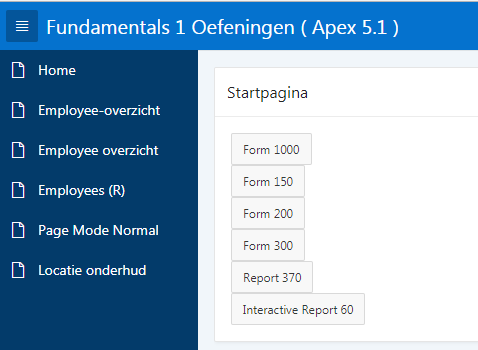 Fundamentals 1 Oefeningen ( Apex 5.1 )
Home
Employee-overzicht
Employee overzicht
Employees (R)
Page Mode Normal
Locatie onderhud
Startpagina
Form 1000
Form 150
Form 200
Form 300
Report 370
Interactive Report 60